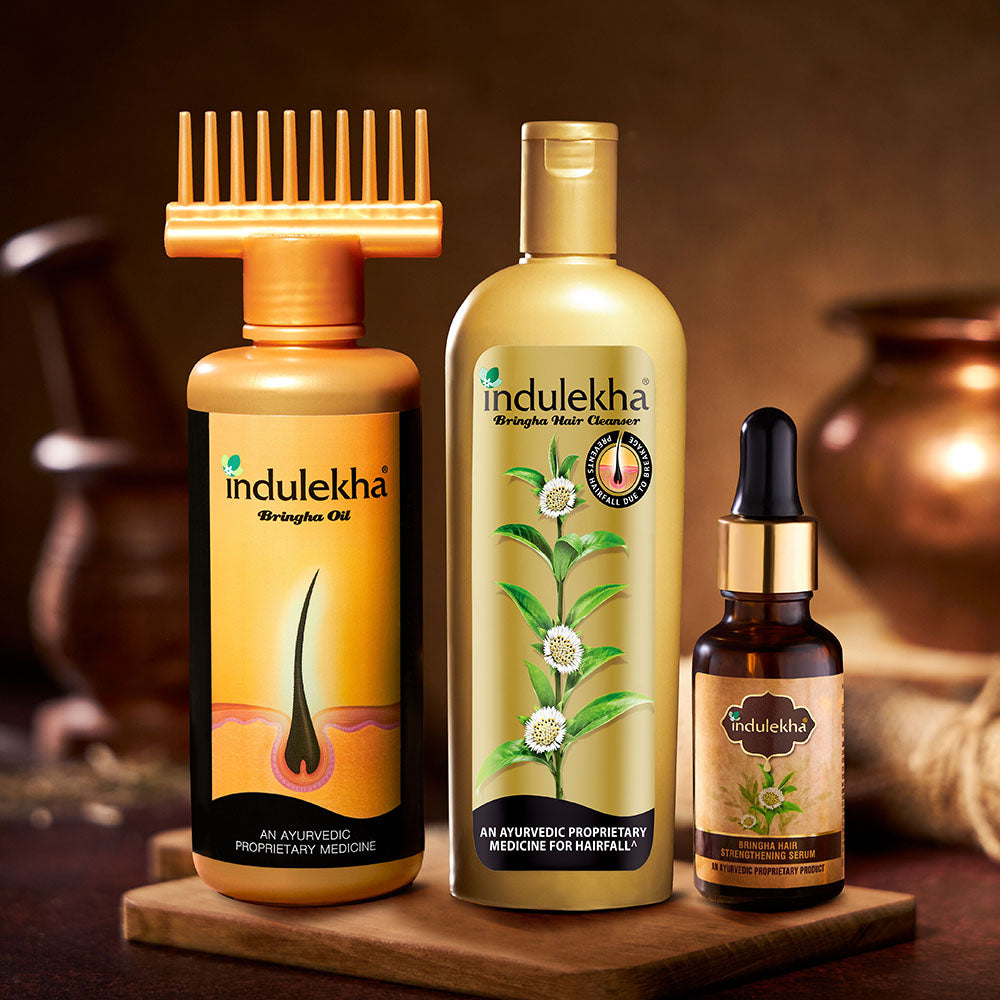 indulekha®
Bringha Oil
AN AYURVEDIC
PROPRIETARY MEDICINE
indulekha®
Bringha Hair Cleanser
PREVENTS HAIRFALL DUE TO BREAKAGE
AN AYURVEDIC PROPRIETARY
MEDICINE FOR HAIRFALL^
indulekha®
BRINGHA HAIR
STRENGTHENING SERUM
AN AYURVEDIC PROPRIETARY PRODUCT